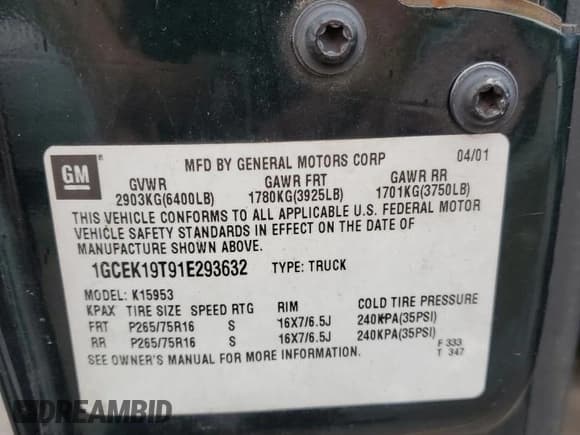 GM
MFD BY GENERAL MOTORS CORP 04/01
GVWR GAWR FRT GAWR RR
2903KG(6400LB) 1780KG(3925LB) 1701KG(3750LB)
THIS VEHICLE CONFORMS TO ALL APPLICABLE U.S. FEDERAL MOTOR
VEHICLE SAFETY STANDARDS IN EFFECT ON THE DATE OF
MANUFACTURE SHOWN ABOVE.
1GCEK19T91E293632 TYPE: TRUCK
MODEL: K15953
KPAX TIRE SIZE SPEED RTG RIM COLD TIRE PRESSURE
FRT P265/75R16 S 16X7/6.5J 240KPA(35PSI)
RR P265/75R16 S 16X7/6.5J 240KPA(35PSI)
SEE OWNER'S MANUAL FOR MORE INFORMATION.
F 333
T 347
DREAMBID